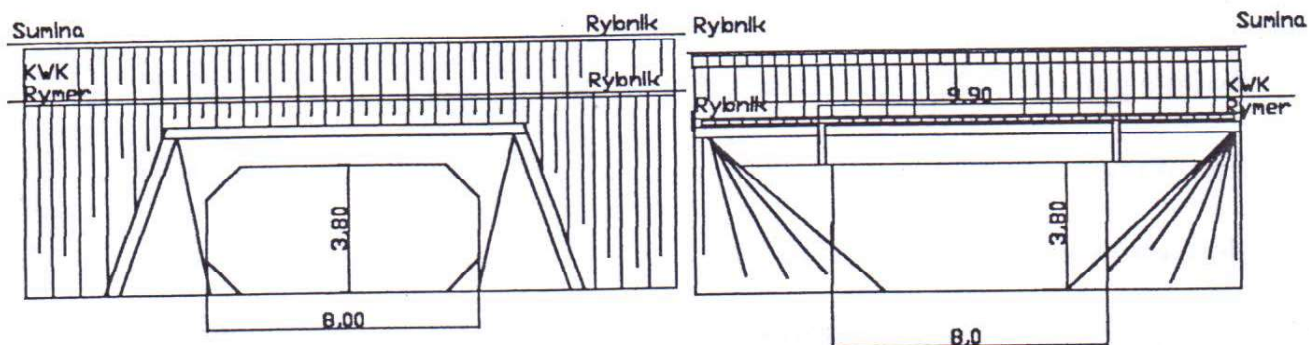 Sumina Rybnik
KWK
Rymer Rybnik
3.80
8.00
Rybnik Sumina
9.90
KWK
Rybnik Rymer
3.80
8.0